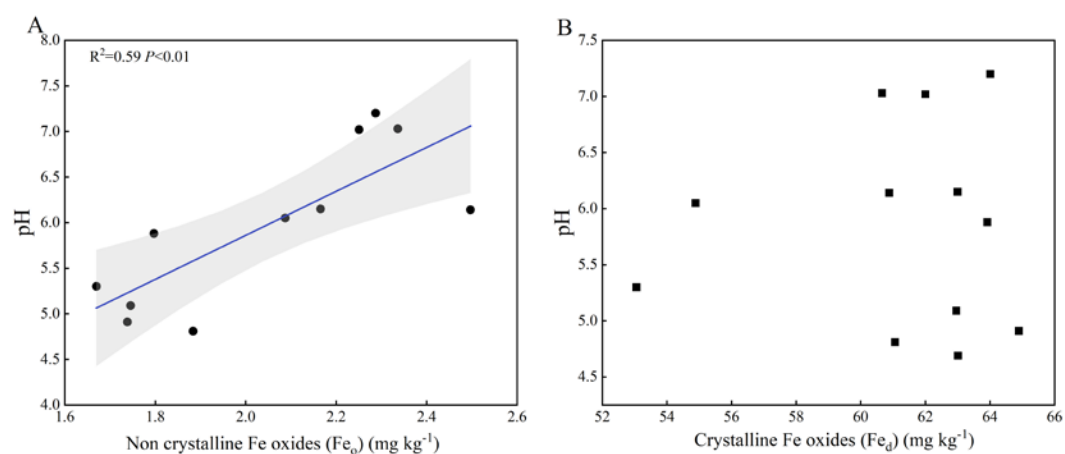 A
R²=0.59 P<0.01
8.0
7.5
7.0
6.5
6.0
5.5
5.0
4.5
4.0
pH
1.6 1.8 2.0 2.2 2.4 2.6
Non crystalline Fe oxides (Feₒ) (mg kg⁻¹)
B
7.5
7.0
6.5
6.0
5.5
5.0
4.5
pH
52 54 56 58 60 62 64 66
Crystalline Fe oxides (Fe_d) (mg kg⁻¹)